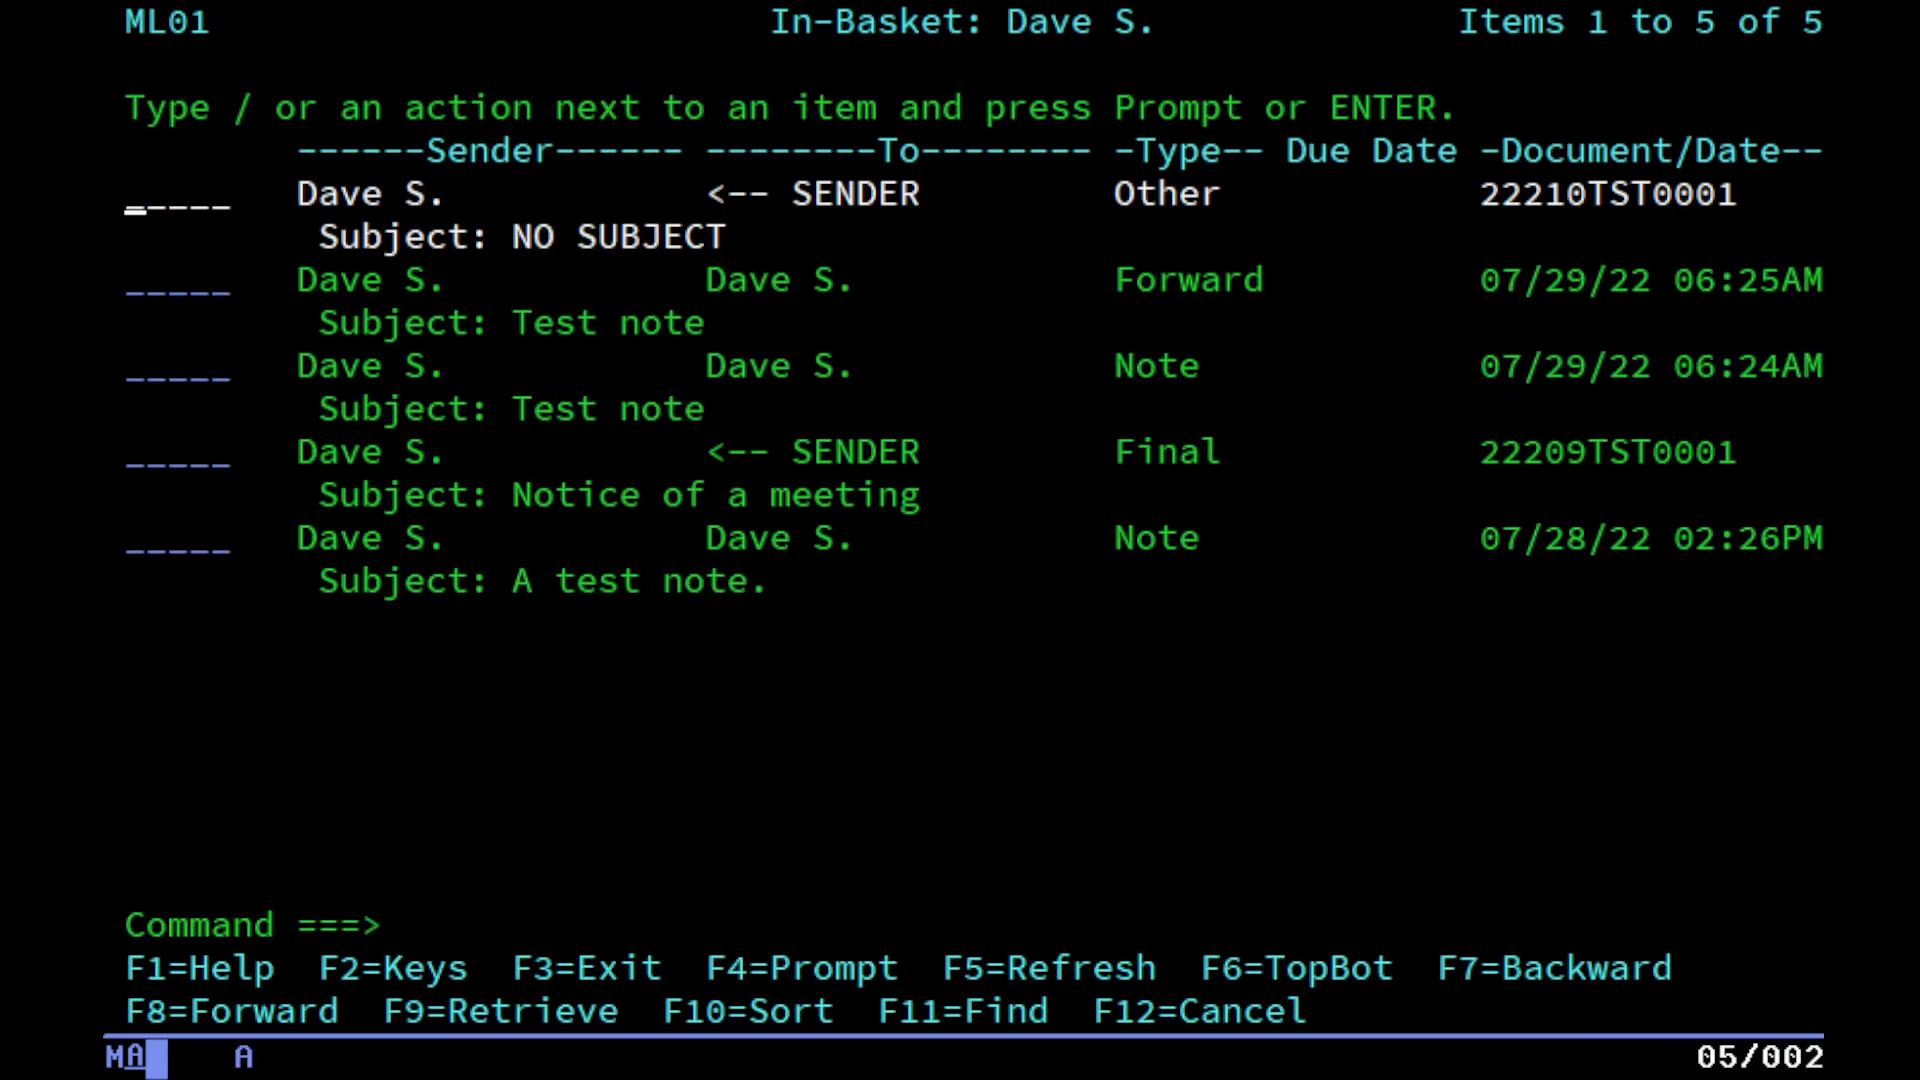 ML01 In-Basket: Dave S. Items 1 to 5 of 5
Type / or an action next to an item and press Prompt or ENTER.
------Sender------ --------To-------- -Type-- Due Date -Document/Date--
_____ Dave S. <-- SENDER Other 22210TST0001
Subject: NO SUBJECT
_____ Dave S. Dave S. Forward 07/29/22 06:25AM
Subject: Test note
_____ Dave S. Dave S. Note 07/29/22 06:24AM
Subject: Test note
_____ Dave S. <-- SENDER Final 22209TST0001
Subject: Notice of a meeting
_____ Dave S. Dave S. Note 07/28/22 02:26PM
Subject: A test note.
Command ===>
F1=Help F2=Keys F3=Exit F4=Prompt F5=Refresh F6=TopBot F7=Backward
F8=Forward F9=Retrieve F10=Sort F11=Find F12=Cancel
MA A 05/002